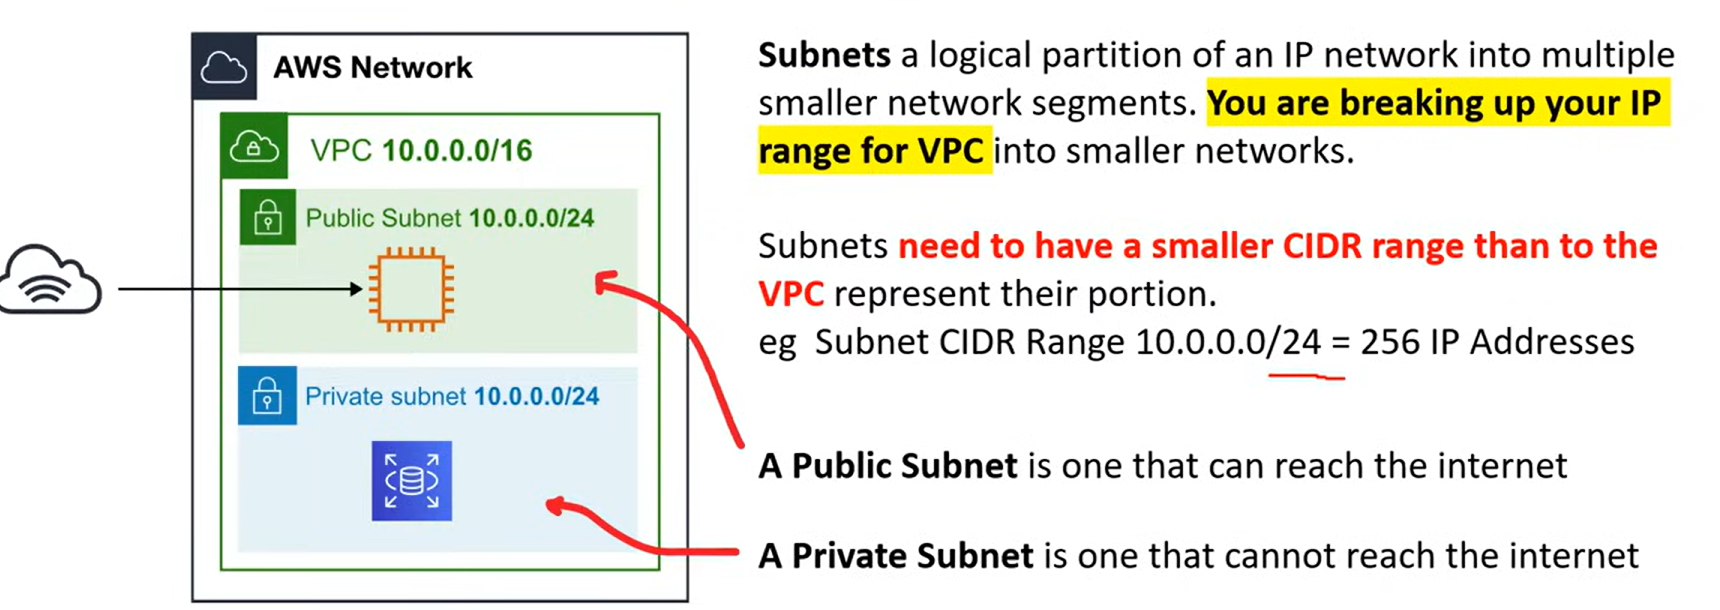 AWS Network
VPC 10.0.0.0/16
Public Subnet 10.0.0.0/24
Private subnet 10.0.0.0/24
Subnets a logical partition of an IP network into multiple
smaller network segments. You are breaking up your IP
range for VPC into smaller networks.
Subnets need to have a smaller CIDR range than to the
VPC represent their portion.
eg Subnet CIDR Range 10.0.0.0/24 = 256 IP Addresses
A Public Subnet is one that can reach the internet
A Private Subnet is one that cannot reach the internet